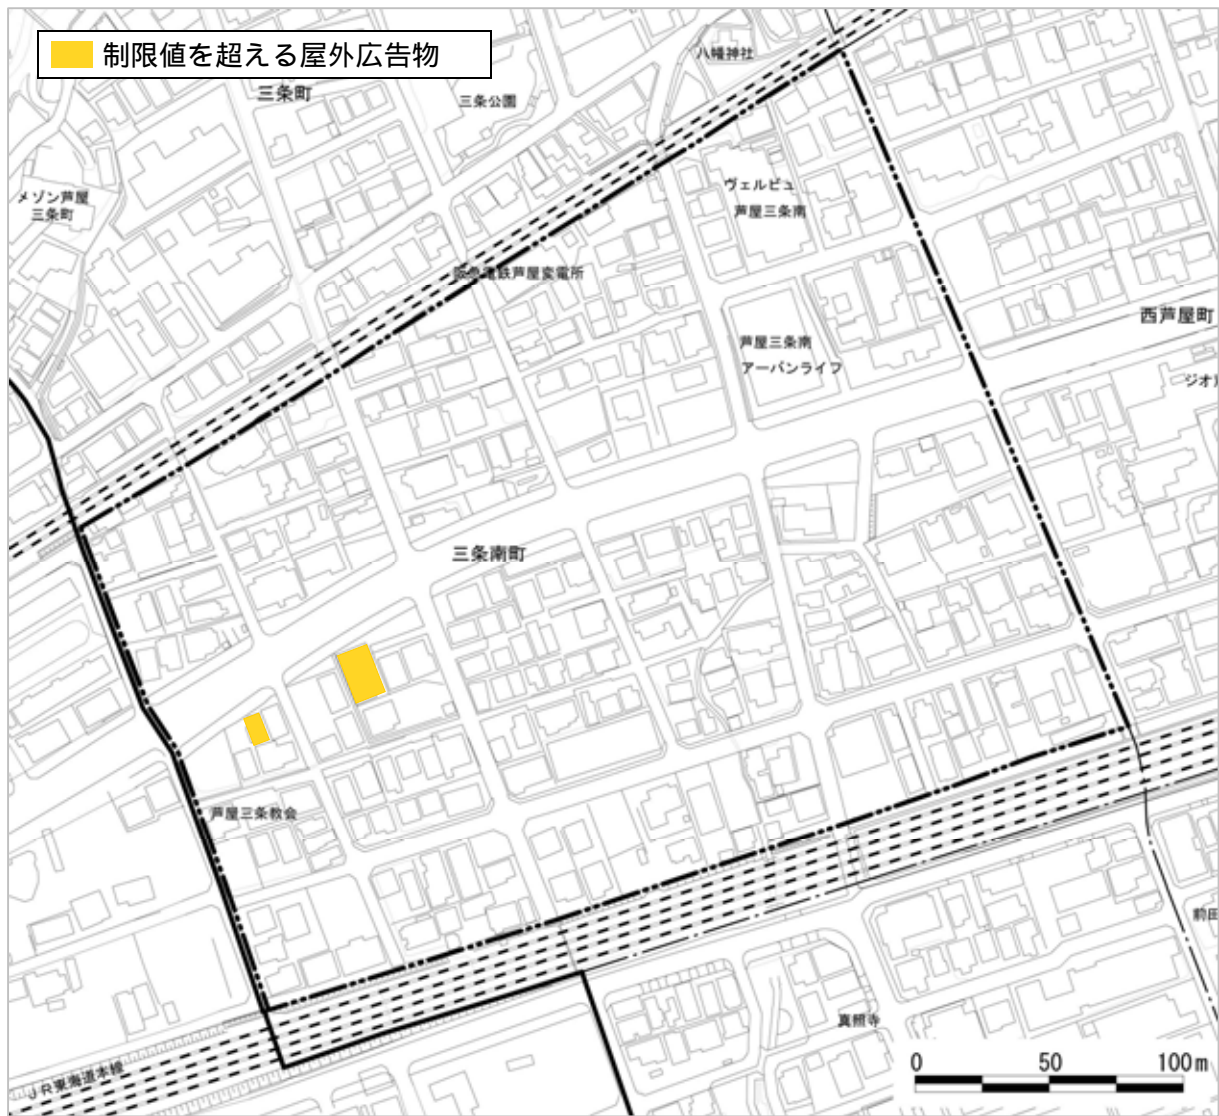 制限値を超える屋外広告物
八幡神社
三条町
三条公園
メゾン芦屋
三条町
ヴェルビュ
芦屋三条南
阪急電鉄芦屋変電所
西芦屋町
芦屋三条南
アーバンライフ
ジオ
三条南町
芦屋三条教会
前田
真照寺
JR東海道本線
0 50 100m